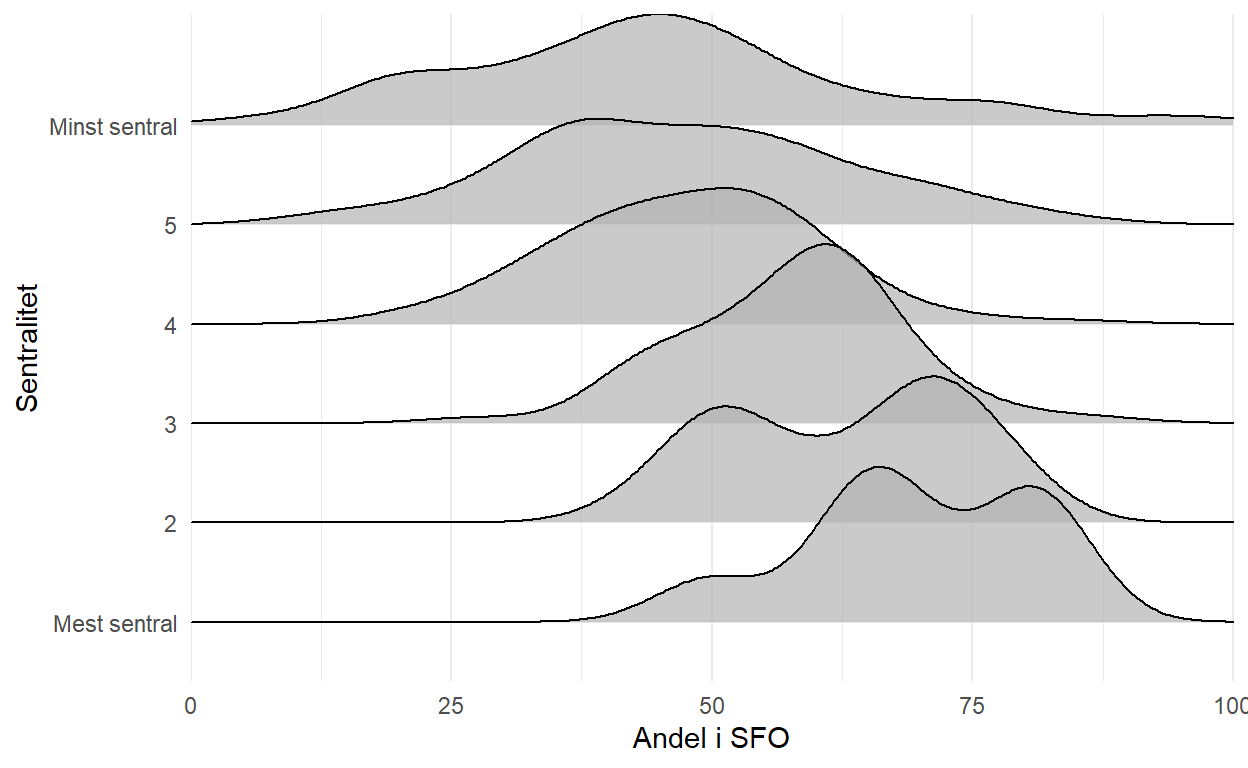 Sentralitet
Minst sentral
5
4
3
2
Mest sentral
0 25 50 75 100
Andel i SFO